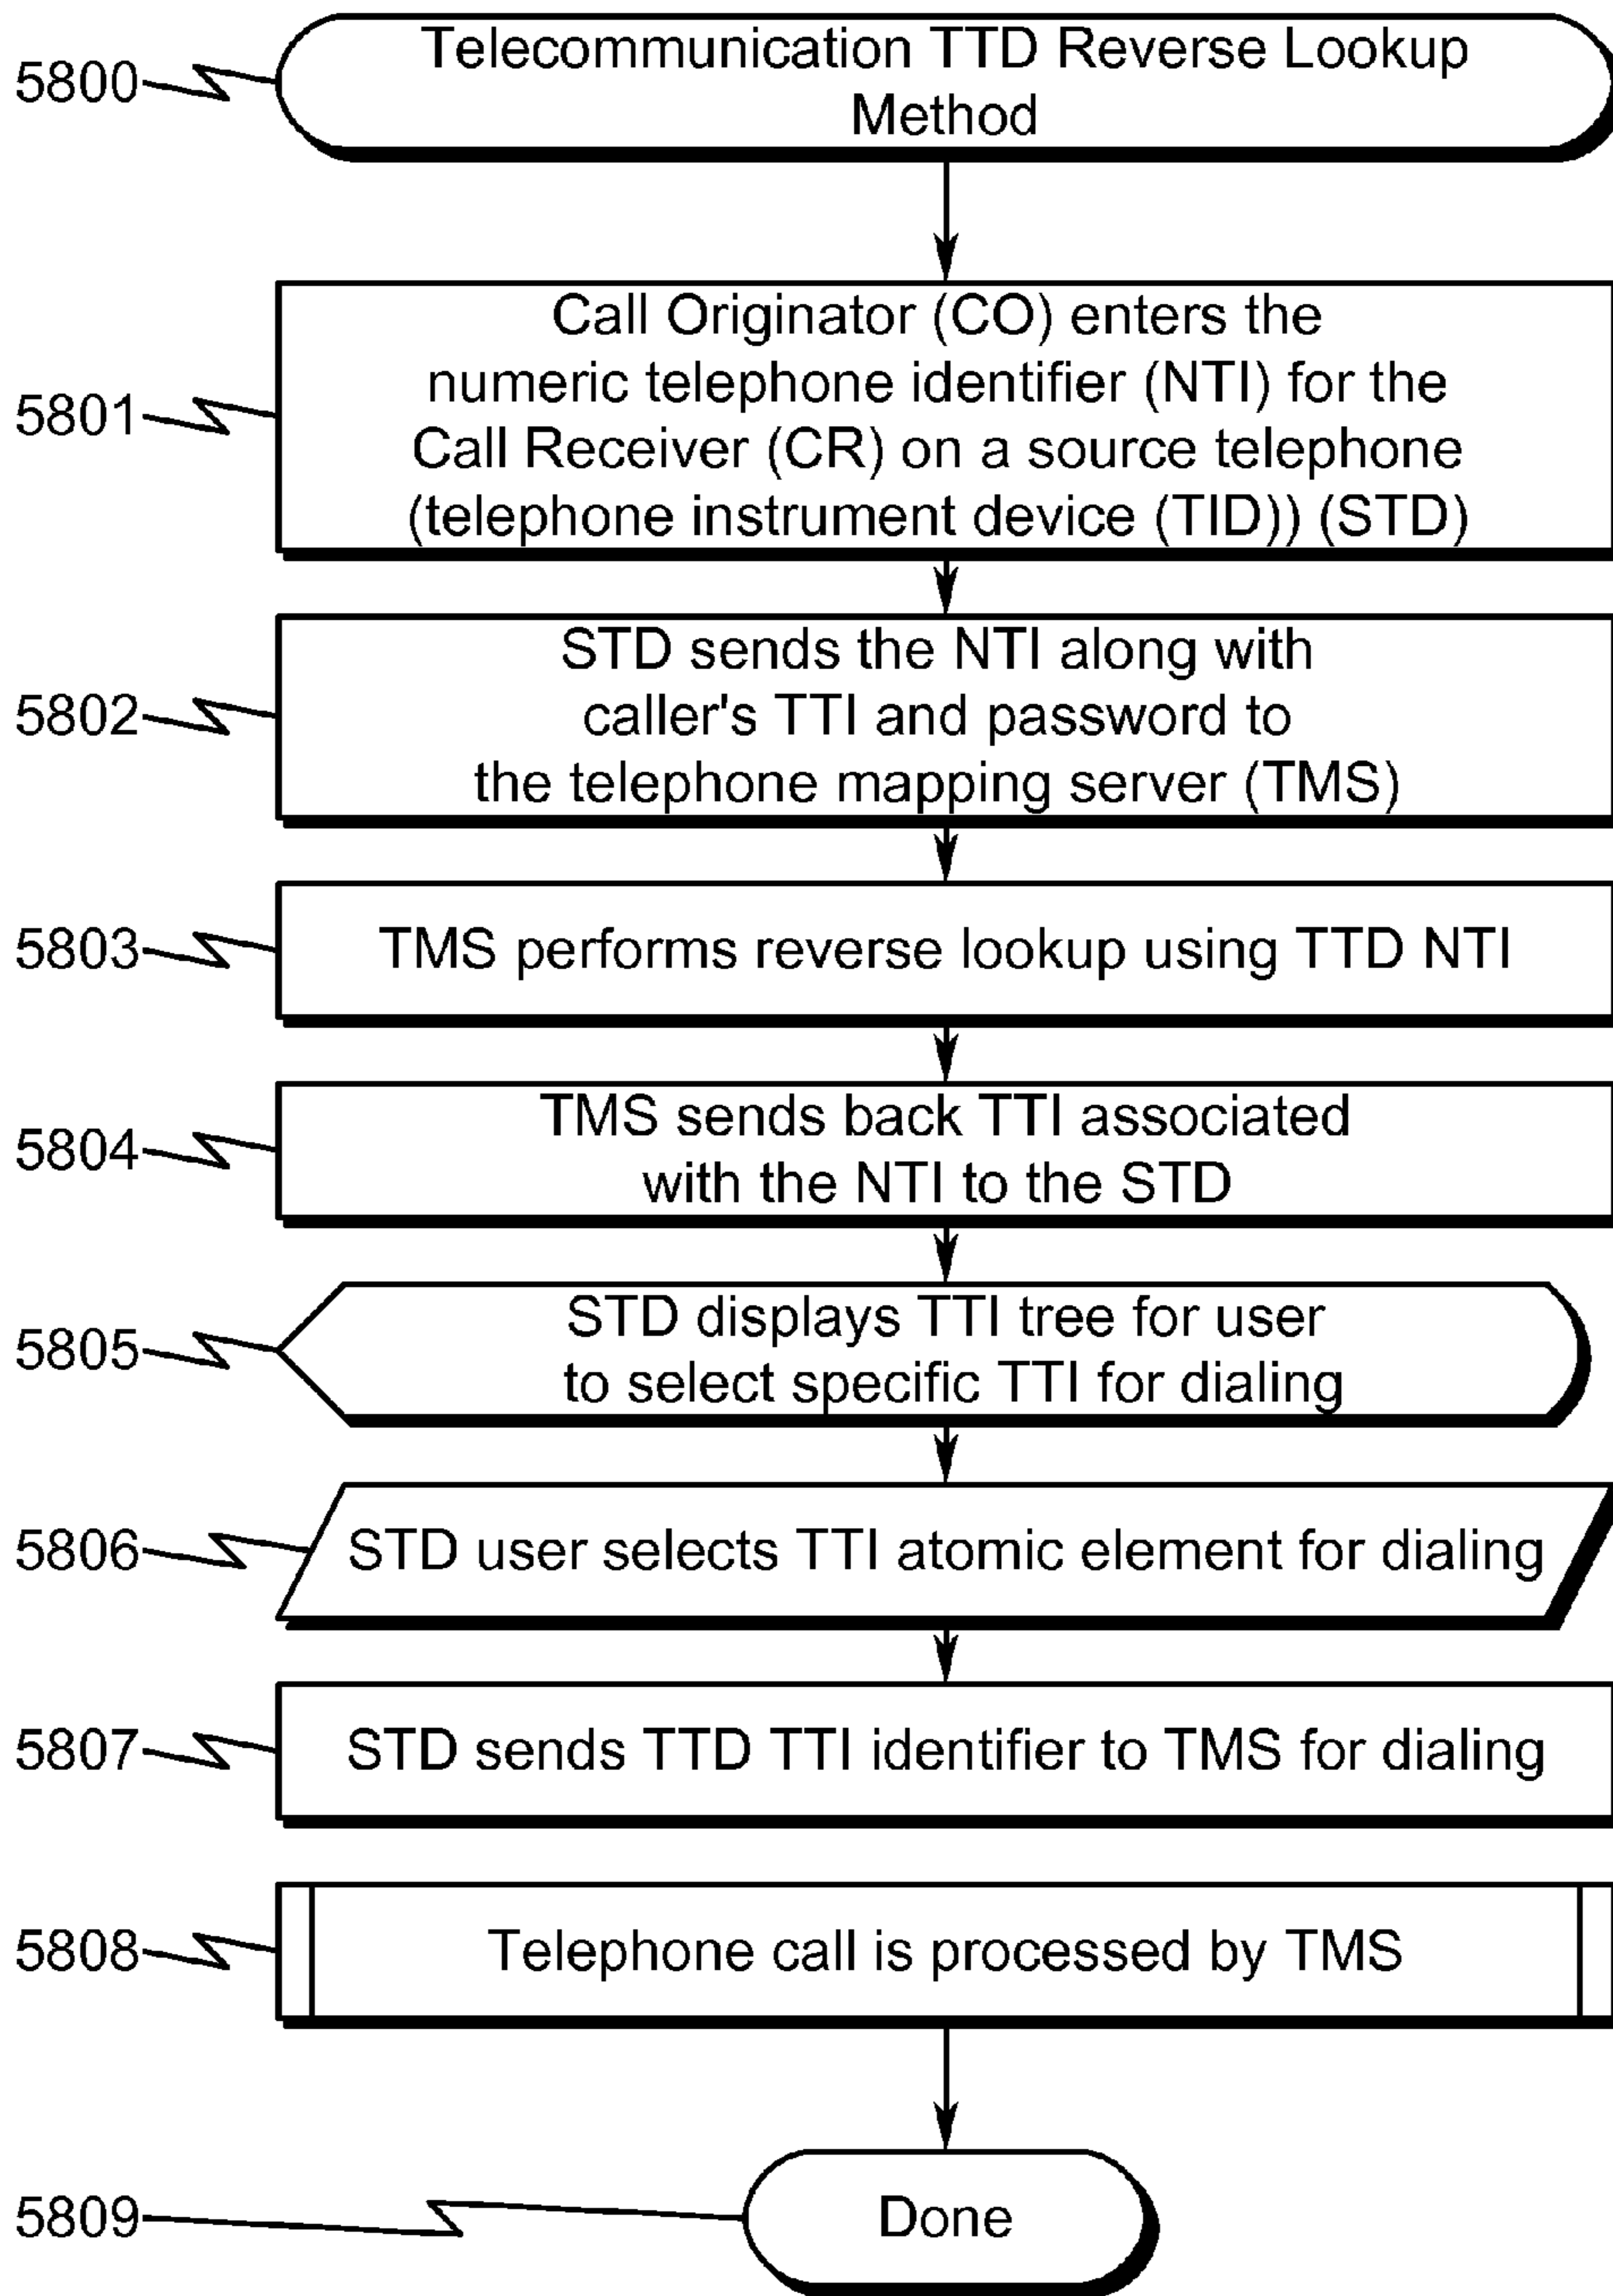 5800
Telecommunication TTD Reverse Lookup
Method
5801
Call Originator (CO) enters the
numeric telephone identifier (NTI) for the
Call Receiver (CR) on a source telephone
(telephone instrument device (TID)) (STD)
5802
STD sends the NTI along with
caller's TTI and password to
the telephone mapping server (TMS)
5803
TMS performs reverse lookup using TTD NTI
5804
TMS sends back TTI associated
with the NTI to the STD
5805
STD displays TTI tree for user
to select specific TTI for dialing
5806
STD user selects TTI atomic element for dialing
5807
STD sends TTD TTI identifier to TMS for dialing
5808
Telephone call is processed by TMS
5809
Done